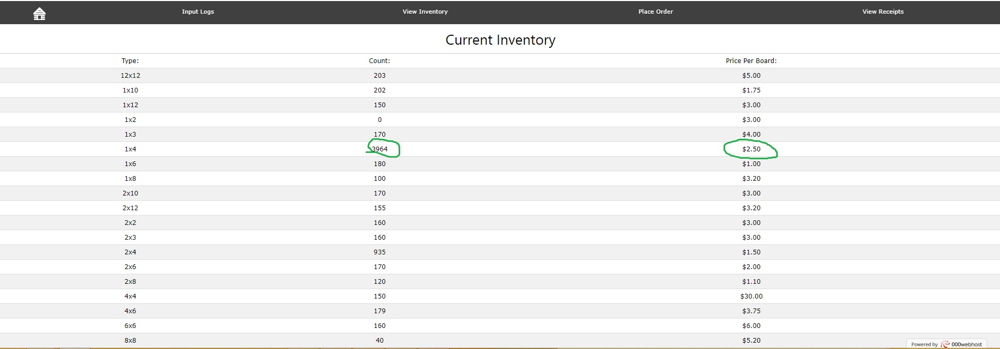 Input Logs View Inventory Place Order View Receipts
Current Inventory
Type: Count: Price Per Board:
12x12 203 $5.00
1x10 202 $1.75
1x12 150 $3.00
1x2 0 $3.00
1x3 170 $4.00
1x4 3964 $2.50
1x6 180 $1.00
1x8 100 $3.20
2x10 170 $3.00
2x12 155 $3.20
2x2 160 $3.00
2x3 160 $3.00
2x4 935 $1.50
2x6 170 $2.00
2x8 120 $1.10
4x4 150 $30.00
4x6 179 $3.75
6x6 160 $6.00
8x8 40 $5.20
Powered by 000webhost